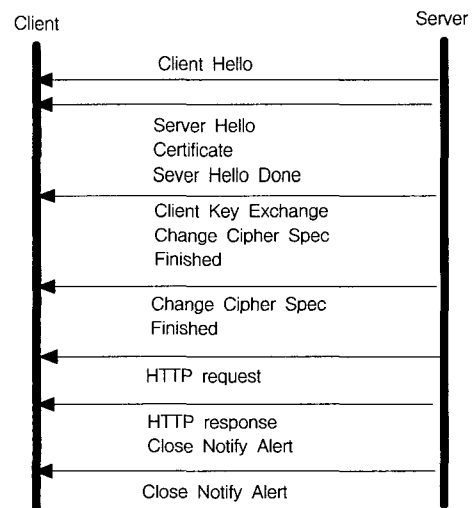 Client
Server
Client Hello
Server Hello
Certificate
Sever Hello Done
Client Key Exchange
Change Cipher Spec
Finished
Change Cipher Spec
Finished
HTTP request
HTTP response
Close Notify Alert
Close Notify Alert